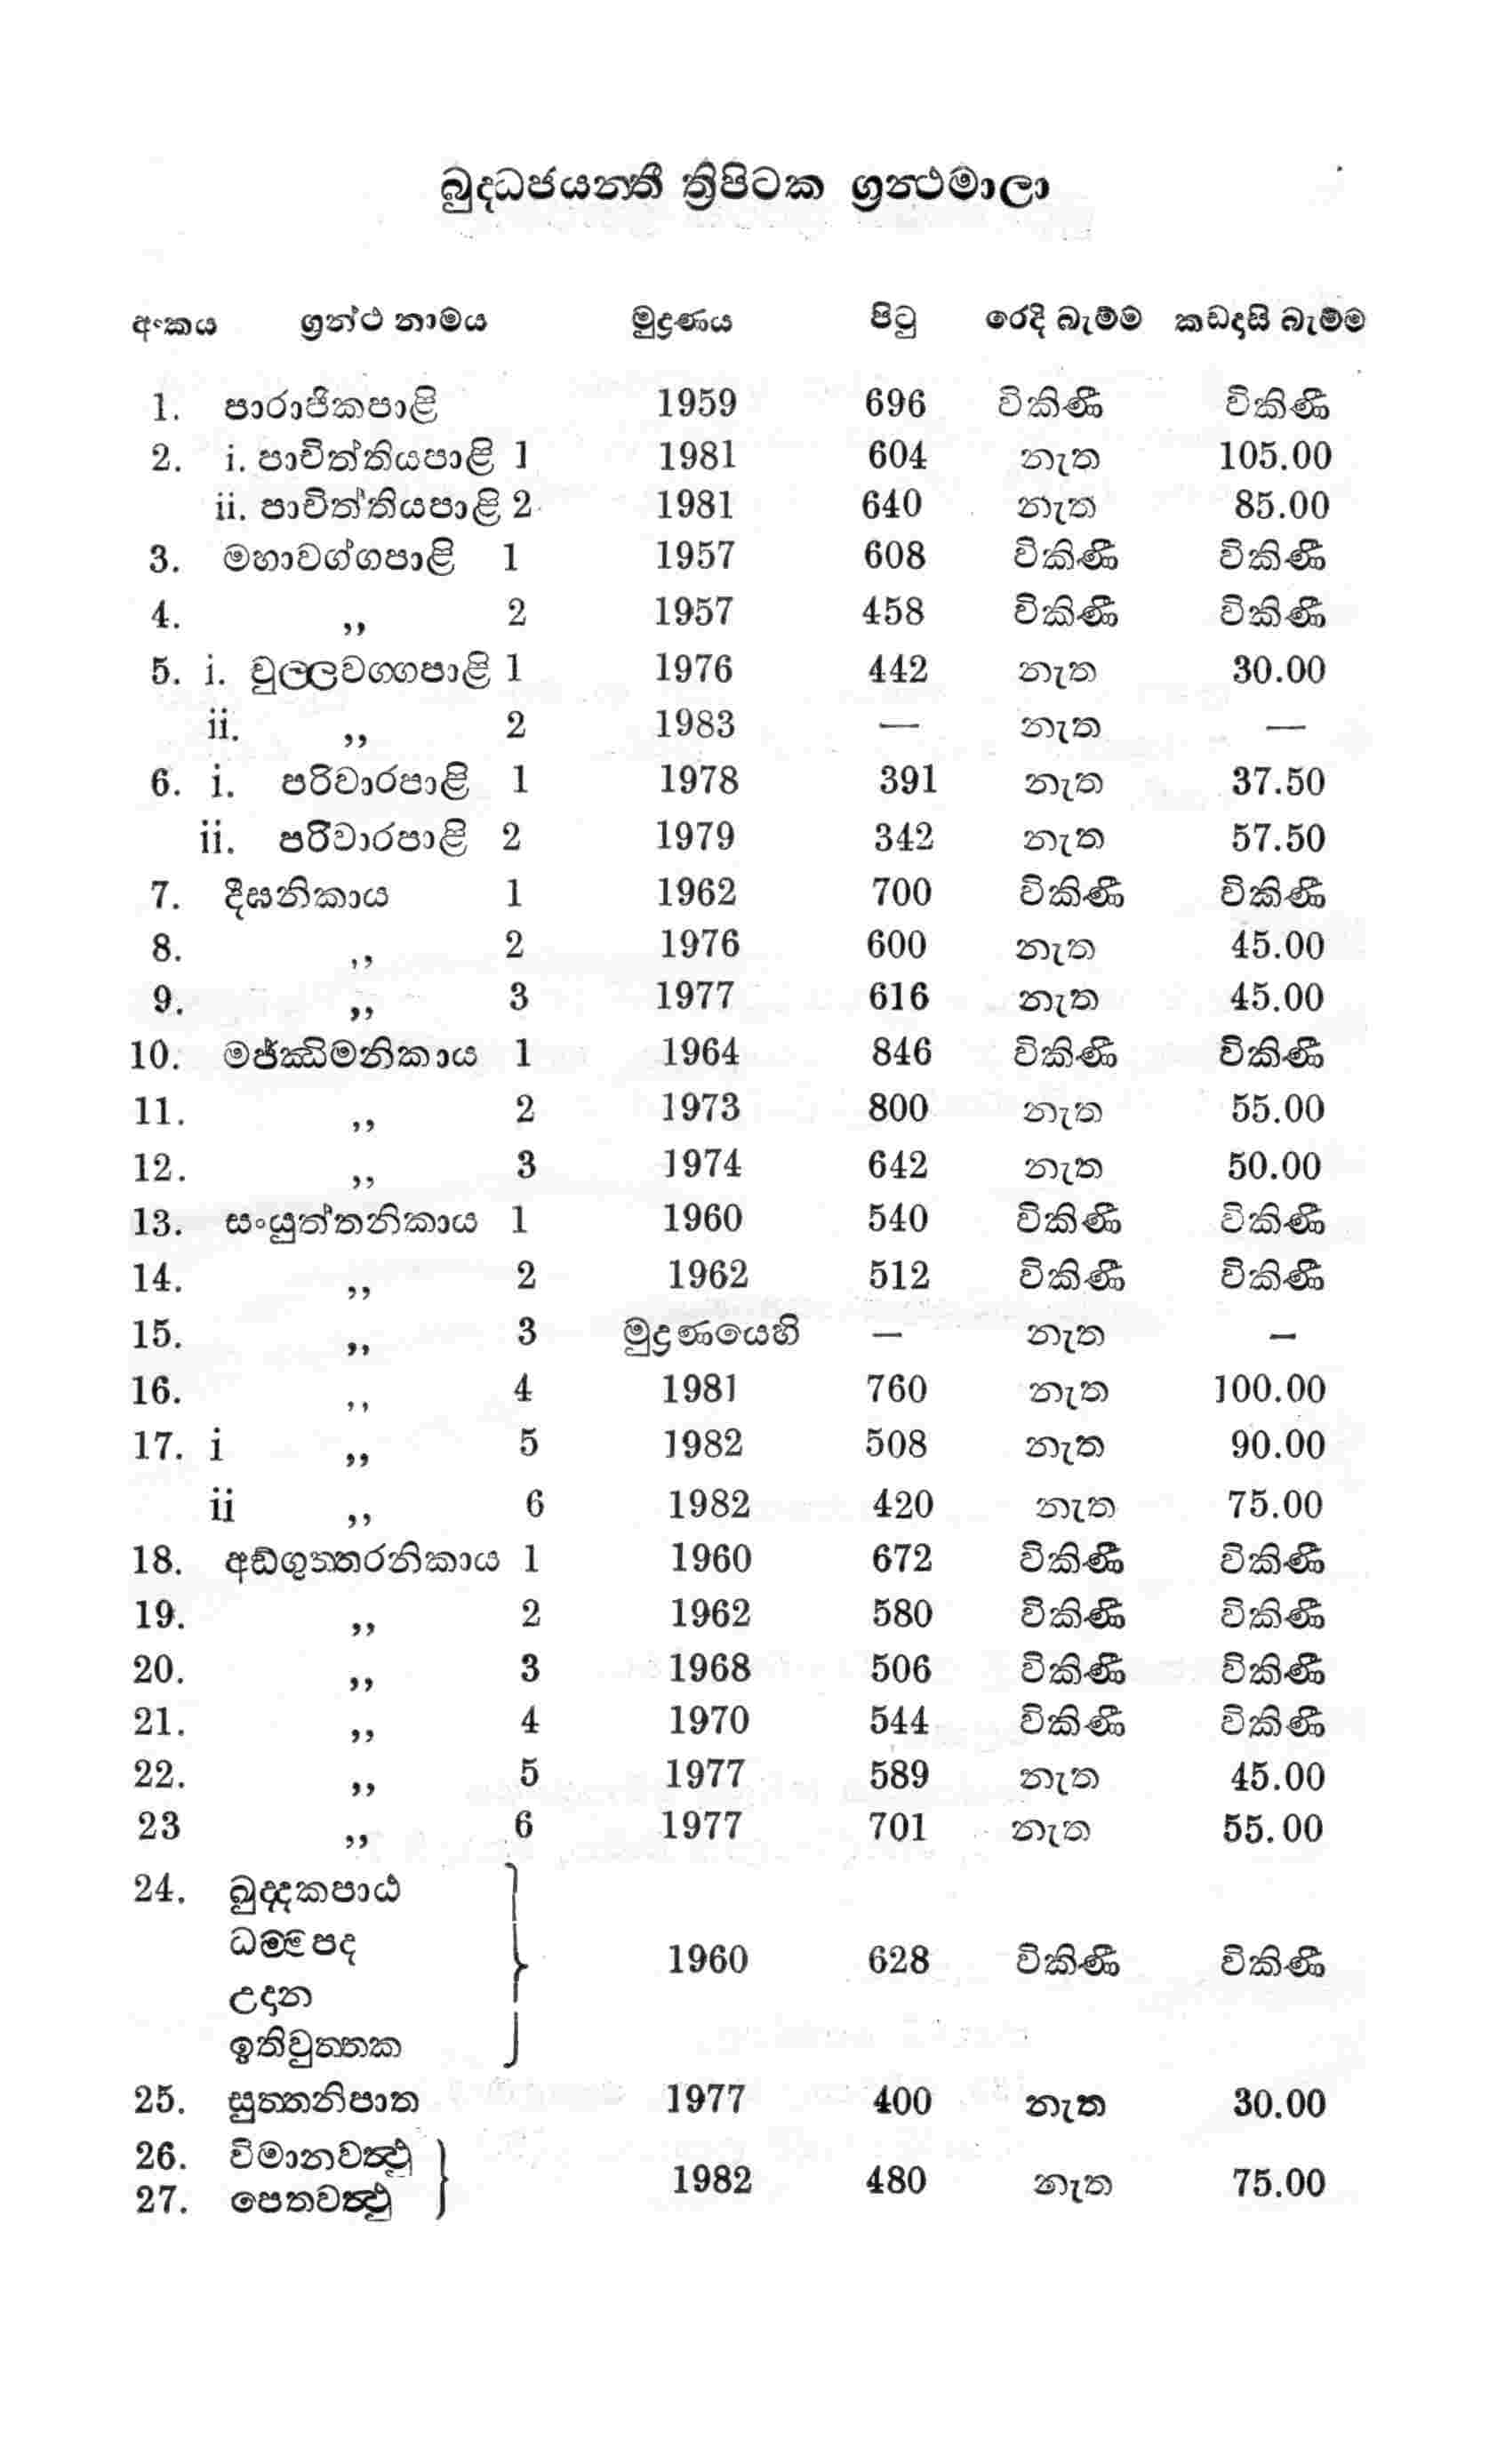 බුද්ධජයන්තී ත්‍රිපිටක ග්‍රන්ථමාලා
අංකය ග්‍රන්ථ නාමය මුද්‍රණය පිටු රෙදි බැම්ම කඩදාසි බැම්ම
1. පාරාජිකපාළි 1959 696 විකිණී විකිණී
2. i. පාචිත්තියපාළි 1 1981 604 නැත 105.00
ii. පාචිත්තියපාළි 2 1981 640 නැත 85.00
3. මහාවග්ගපාළි 1 1957 608 විකිණී විකිණී
4. ,, 2 1957 458 විකිණී විකිණී
5. i. චුල්ලවග්ගපාළි 1 1976 442 නැත 30.00
ii. ,, 2 1983 — නැත —
6. i. පරිවාරපාළි 1 1978 391 නැත 37.50
ii. පරිවාරපාළි 2 1979 342 නැත 57.50
7. දීඝනිකාය 1 1962 700 විකිණී විකිණී
8. ,, 2 1976 600 නැත 45.00
9. ,, 3 1977 616 නැත 45.00
10. මජ්ඣිමනිකාය 1 1964 846 විකිණී විකිණී
11. ,, 2 1973 800 නැත 55.00
12. ,, 3 1974 642 නැත 50.00
13. සංයුත්තනිකාය 1 1960 540 විකිණී විකිණී
14. ,, 2 1962 512 විකිණී විකිණී
15. ,, 3 මුද්‍රණයෙහි — නැත –
16. ,, 4 1981 760 නැත 100.00
17. i ,, 5 1982 508 නැත 90.00
ii ,, 6 1982 420 නැත 75.00
18. අඞ්ගුත්තරනිකාය 1 1960 672 විකිණී විකිණී
19. ,, 2 1962 580 විකිණී විකිණී
20. ,, 3 1968 506 විකිණී විකිණී
21. ,, 4 1970 544 විකිණී විකිණී
22. ,, 5 1977 589 නැත 45.00
23 ,, 6 1977 701 නැත 55.00
24. ඛුද්දකපාඨ
ධම්මපද
1960 628 විකිණී විකිණී
උදාන
ඉතිවුත්තක
25. සුත්තනිපාත 1977 400 නැත 30.00
26. විමානවත්‍ථු
1982 480 නැත 75.00
27. පෙතවත්‍ථු